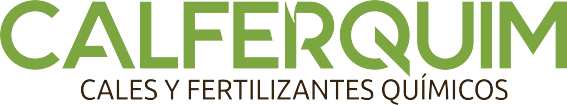 CALFERQUIM
CALES Y FERTILIZANTES QUÍMICOS